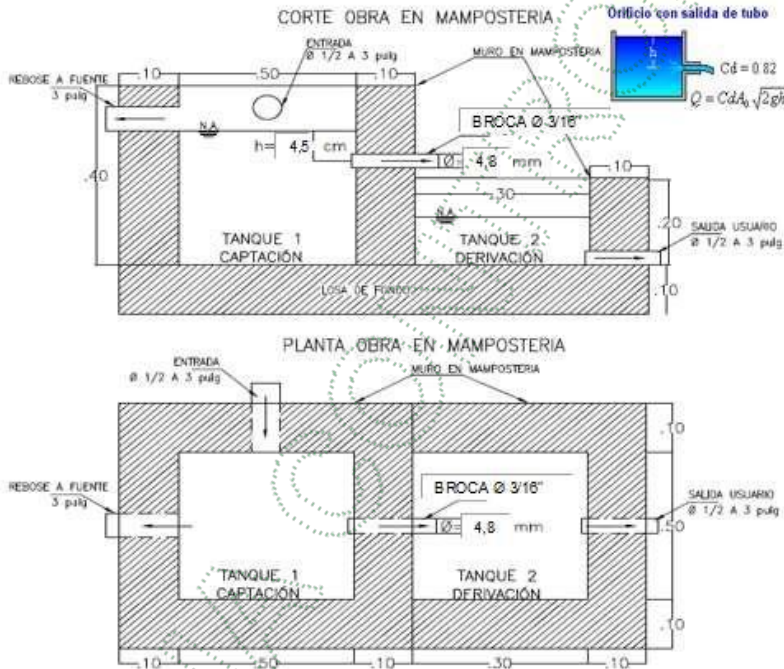 CORTE OBRA EN MAMPOSTERIA
Orificio con salida de tubo
Cd = 0.82
Q = CdA₀ √2gh
.10
.50
.10
ENTRADA
Ø 1/2 A 3 pulg
MURO EN MAMPOSTERIA
REBOSE A FUENTE
3 pulg
N.A
h= 4,5 cm
BROCA Ø 3/16"
Ø= 4,8 mm
.10
.40
.30
N.A
.20
SALIDA USUARIO
Ø 1/2 A 3 pulg
TANQUE 1
CAPTACIÓN
TANQUE 2
DERIVACIÓN
LOSA DE FONDO
.10
PLANTA OBRA EN MAMPOSTERIA
ENTRADA
Ø 1/2 A 3 pulg
MURO EN MAMPOSTERIA
.10
REBOSE A FUENTE
3 pulg
BROCA Ø 3/16"
Ø= 4,8 mm
SALIDA USUARIO
Ø 1/2 A 3 pulg
.50
TANQUE 1
CAPTACIÓN
TANQUE 2
DERIVACIÓN
.10
.10
.50
.10
.30
.10